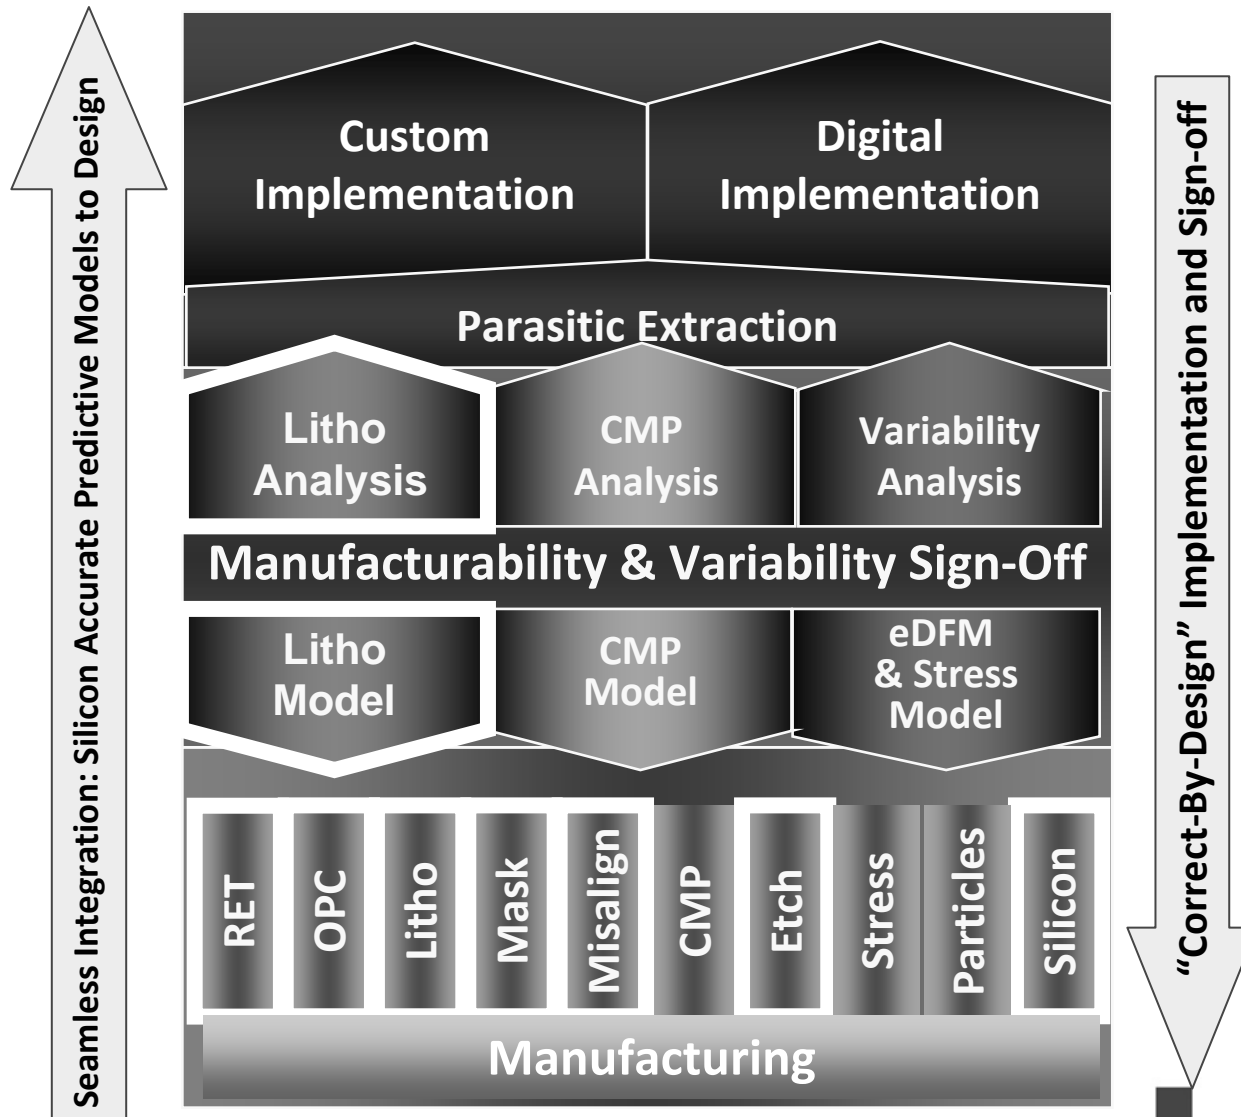 Seamless Integration: Silicon Accurate Predictive Models to Design
Custom
Implementation
Digital
Implementation
Parasitic Extraction
Litho
Analysis
CMP
Analysis
Variability
Analysis
Manufacturability & Variability Sign-Off
Litho
Model
CMP
Model
eDFM
& Stress
Model
RET
OPC
Litho
Mask
Misalign
CMP
Etch
Stress
Particles
Silicon
Manufacturing
“Correct-By-Design” Implementation and Sign-off